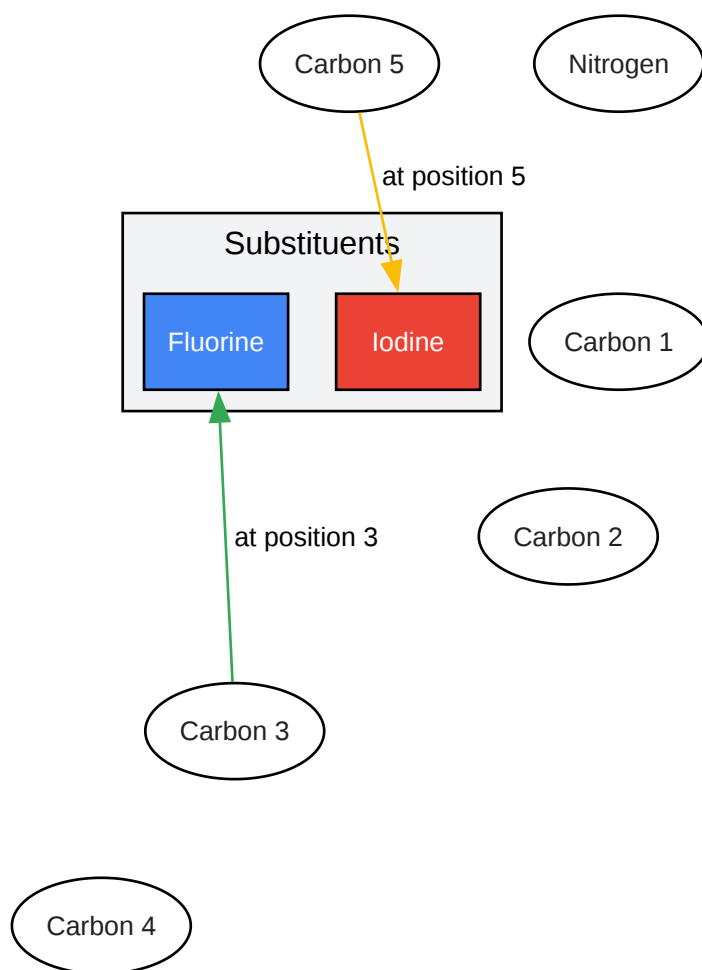 Carbon 5
Nitrogen
at position 5
Substituents
Fluorine
Iodine
Carbon 1
at position 3
Carbon 2
Carbon 3
Carbon 4